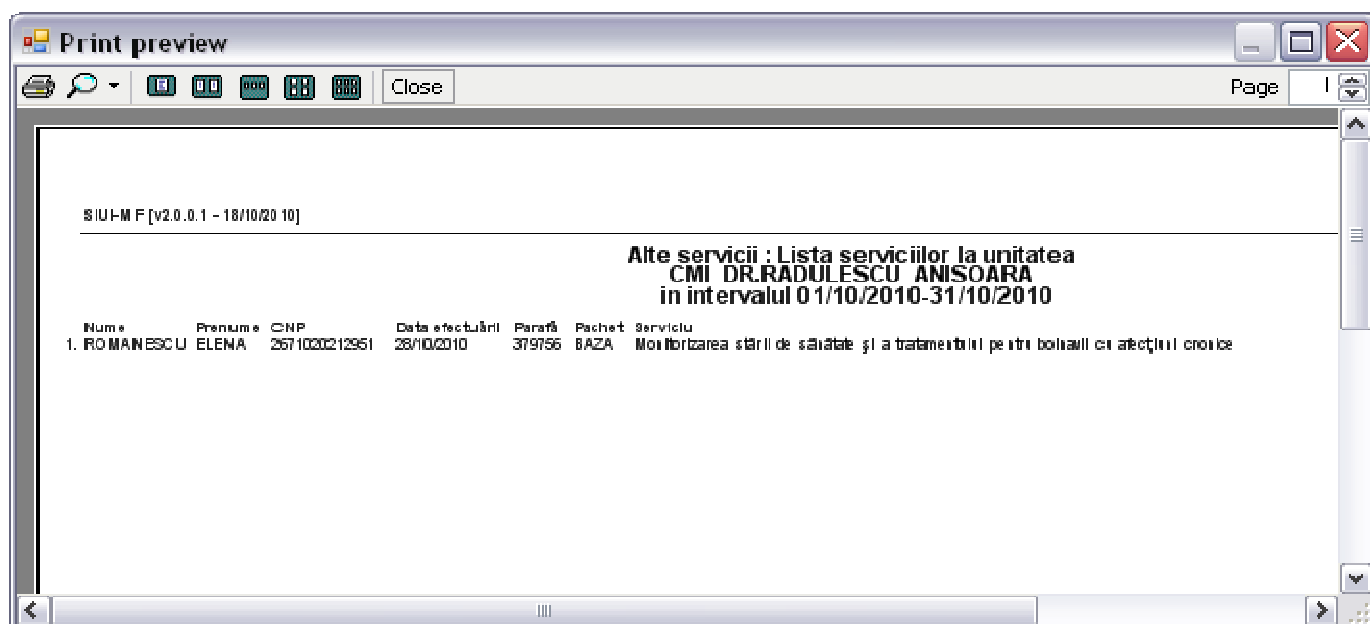 Print preview
Close Page 1
SIUI-MF [v2.0.0.1 - 18/10/2010]
Alte servicii : Lista serviciilor la unitatea
CMI DR.RADULESCU ANISOARA
in intervalul 01/10/2010-31/10/2010
Nume Prenume CNP Data efectuării Parafă Pachet Serviciu
1. ROMANESCU ELENA 2671020212951 28/10/2010 379756 BAZA Monitorizarea stării de sănătate şi a tratamentului pentru bolnavii cu afecţiuni cronice